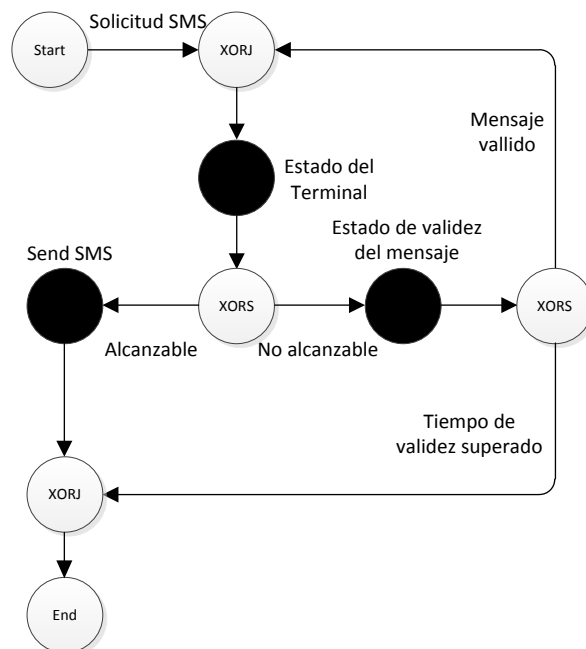 Solicitud SMS
Start
XORJ
Mensaje
vallido
Estado del
Terminal
Estado de validez
del mensaje
Send SMS
XORS
XORS
Alcanzable
No alcanzable
Tiempo de
validez superado
XORJ
End